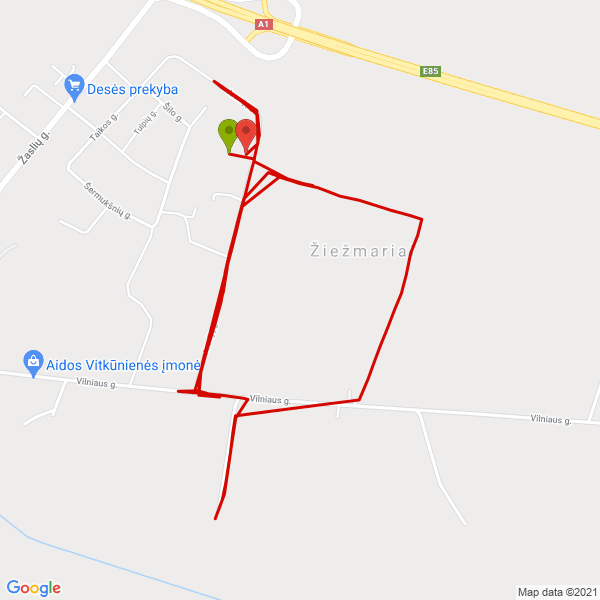 A1
E85
Desės prekyba
Žaslių g.
Taikos g.
Tulpių g.
Šilo g.
Šermukšnių g.
Žiežmaria
Aidos Vitkūnienės įmonė
Vilniaus g.
Vilniaus g.
Vilniaus g.
Google
Map data ©2021